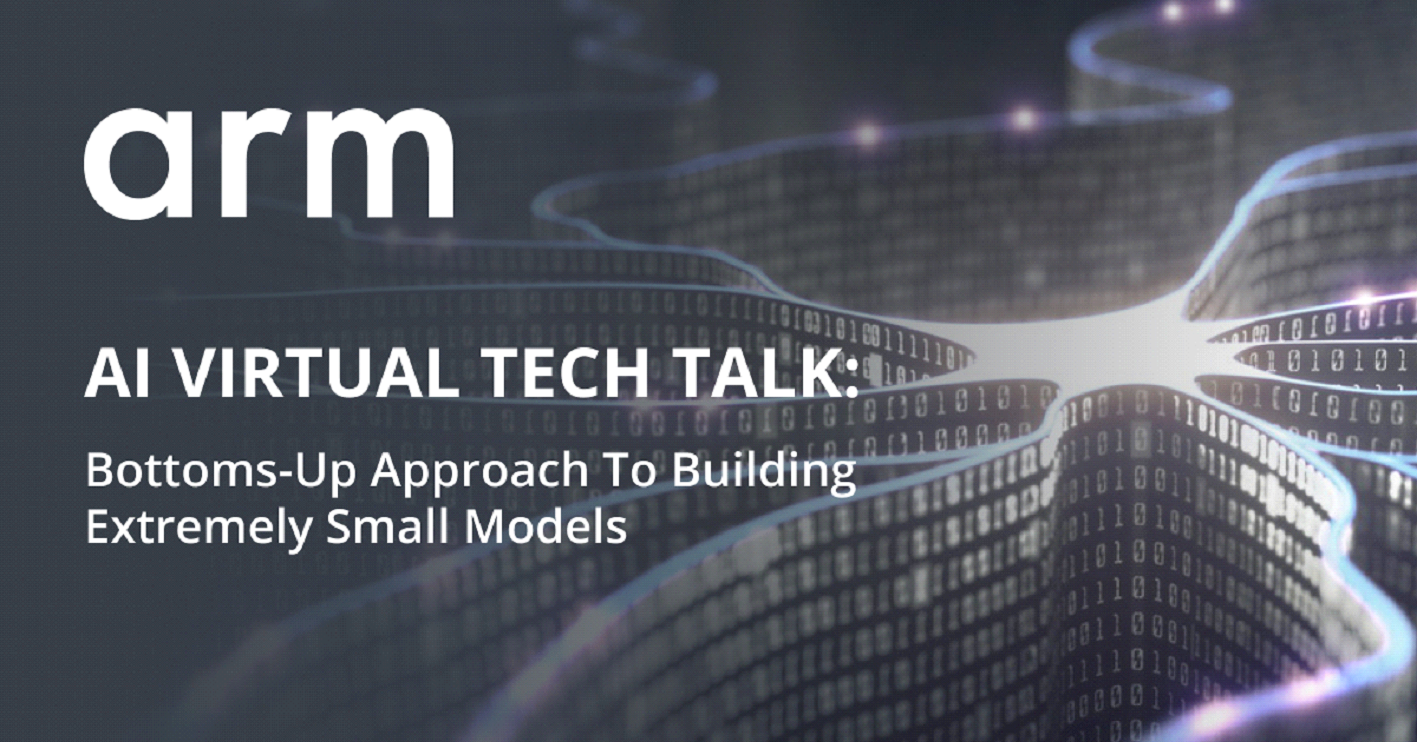 arm
AI VIRTUAL TECH TALK:
Bottoms-Up Approach To Building
Extremely Small Models